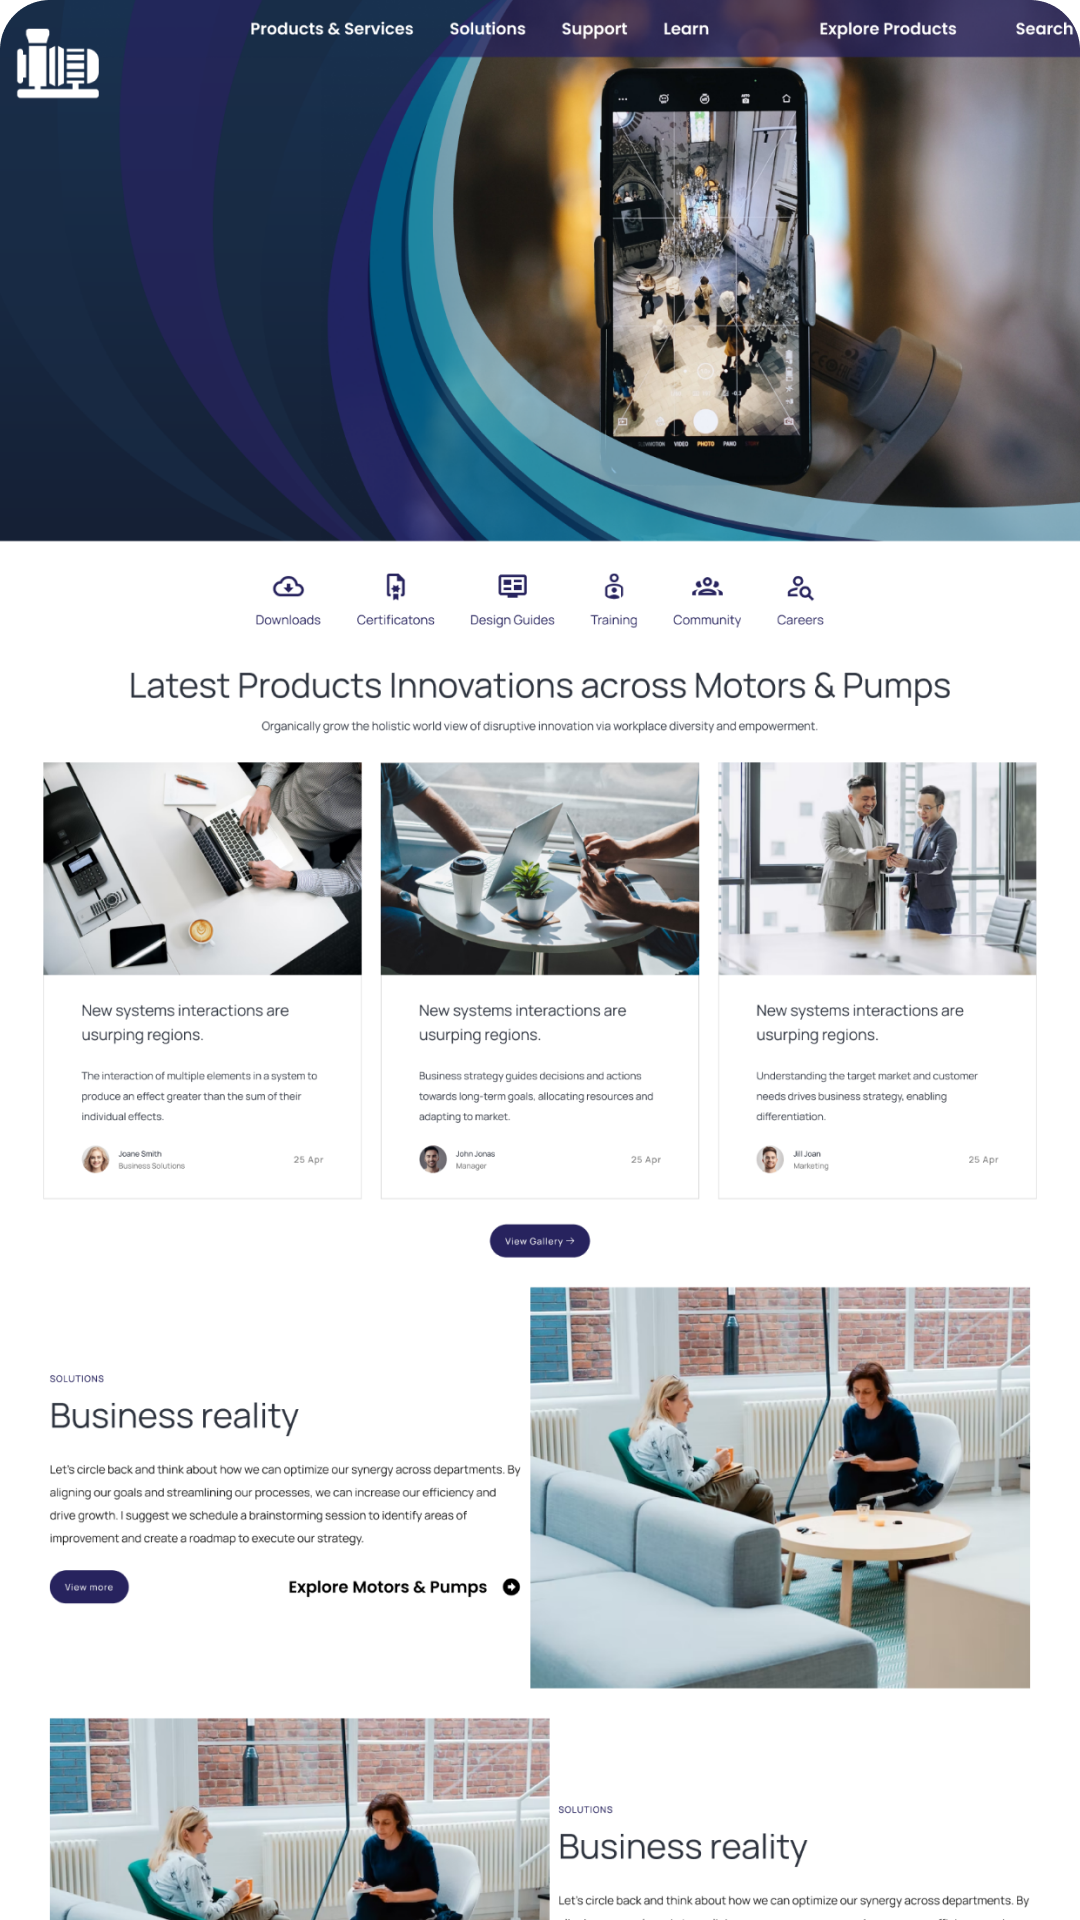 Products & Services
Solutions
Support
Learn
Explore Products
Search
VIDEO
PHOTO
PANO
Downloads
Certificatons
Design Guides
Training
Community
Careers
Latest Products Innovations across Motors & Pumps
Organically grow the holistic world view of disruptive innovation via workplace diversity and empowerment.
New systems interactions are
usurping regions.
The interaction of multiple elements in a system to
produce an effect greater than the sum of their
individual effects.
Joane Smith
Business Solutions
25 Apr
New systems interactions are
usurping regions.
Business strategy guides decisions and actions
towards long-term goals, allocating resources and
adapting to market.
John Jonas
Manager
25 Apr
New systems interactions are
usurping regions.
Understanding the target market and customer
needs drives business strategy, enabling
differentiation.
Jill Joan
Marketing
25 Apr
View Gallery →
SOLUTIONS
Business reality
Let's circle back and think about how we can optimize our synergy across departments. By
aligning our goals and streamlining our processes, we can increase our efficiency and
drive growth. I suggest we schedule a brainstorming session to identify areas of
improvement and create a roadmap to execute our strategy.
View more
Explore Motors & Pumps
SOLUTIONS
Business reality
Let's circle back and think about how we can optimize our synergy across departments. By